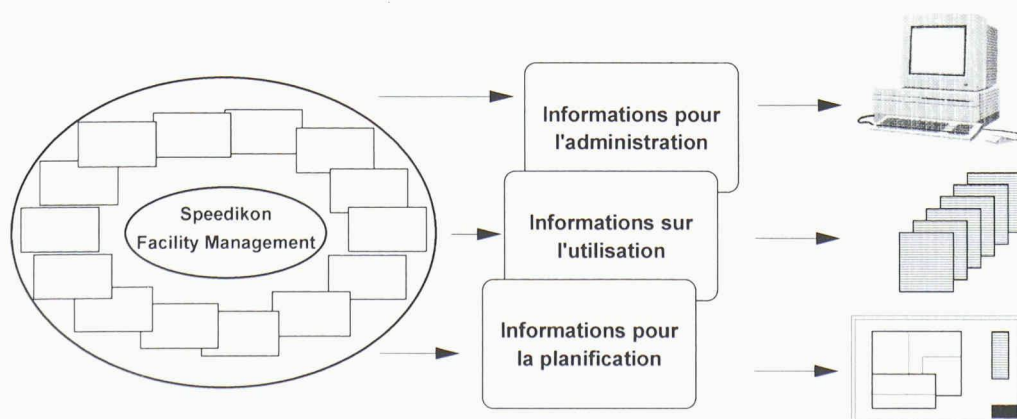 Speedikon
Facility Management
Informations pour
l'administration
Informations sur
l'utilisation
Informations pour
la planification